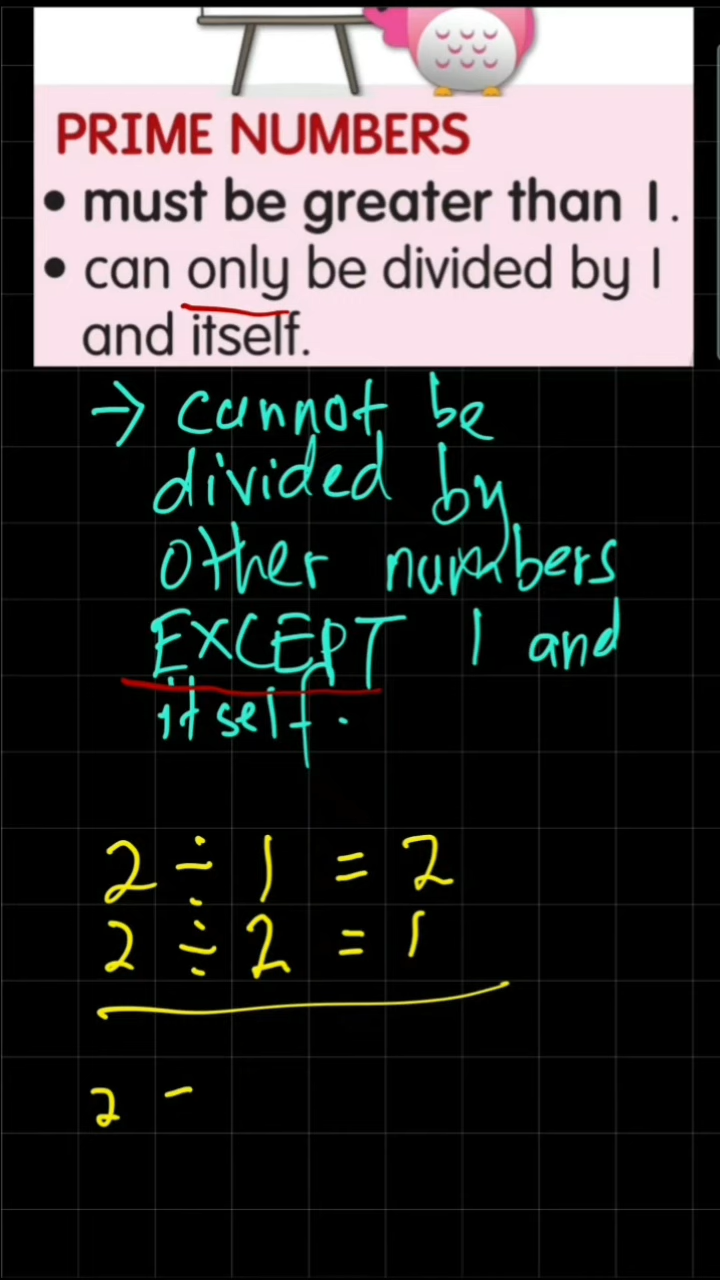 PRIME NUMBERS
• must be greater than 1.
• can only be divided by 1
and itself.
→ cannot be
divided by
other numbers
EXCEPT 1 and
itself.
2 ÷ 1 = 2
2 ÷ 2 = 1
2 -